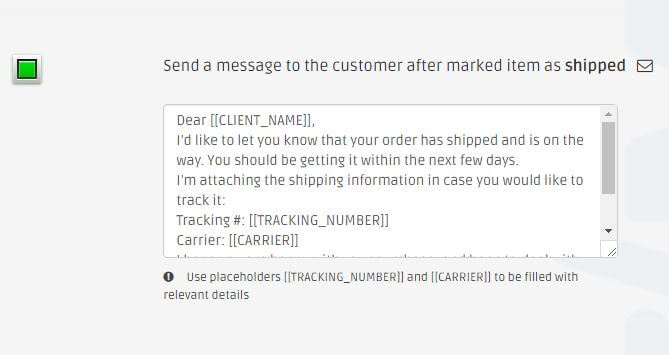 Send a message to the customer after marked item as shipped
Dear [[CLIENT_NAME]],
I'd like to let you know that your order has shipped and is on the
way. You should be getting it within the next few days.
I'm attaching the shipping information in case you would like to
track it:
Tracking #: [[TRACKING_NUMBER]]
Carrier: [[CARRIER]]
Use placeholders [[TRACKING_NUMBER]] and [[CARRIER]] to be filled with
relevant details